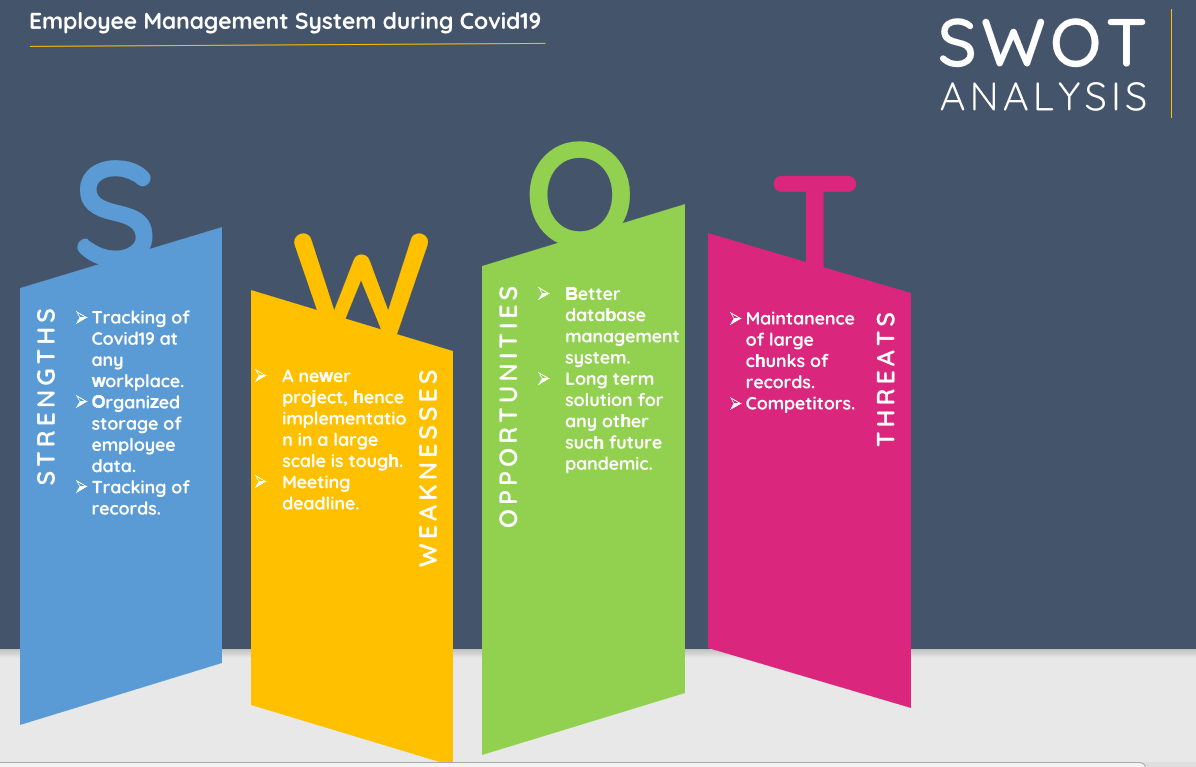 Employee Management System during Covid19
SWOT
ANALYSIS
S
STRENGTHS
Tracking of
Covid19 at
any
workplace.
Organized
storage of
employee
data.
Tracking of
records.
W
A newer
project, hence
implementatio
n in a large
scale is tough.
Meeting
deadline.
WEAKNESSES
O
OPPORTUNITIES
Better
database
management
system.
Long term
solution for
any other
such future
pandemic.
T
Maintanence
of large
chunks of
records.
Competitors.
THREATS